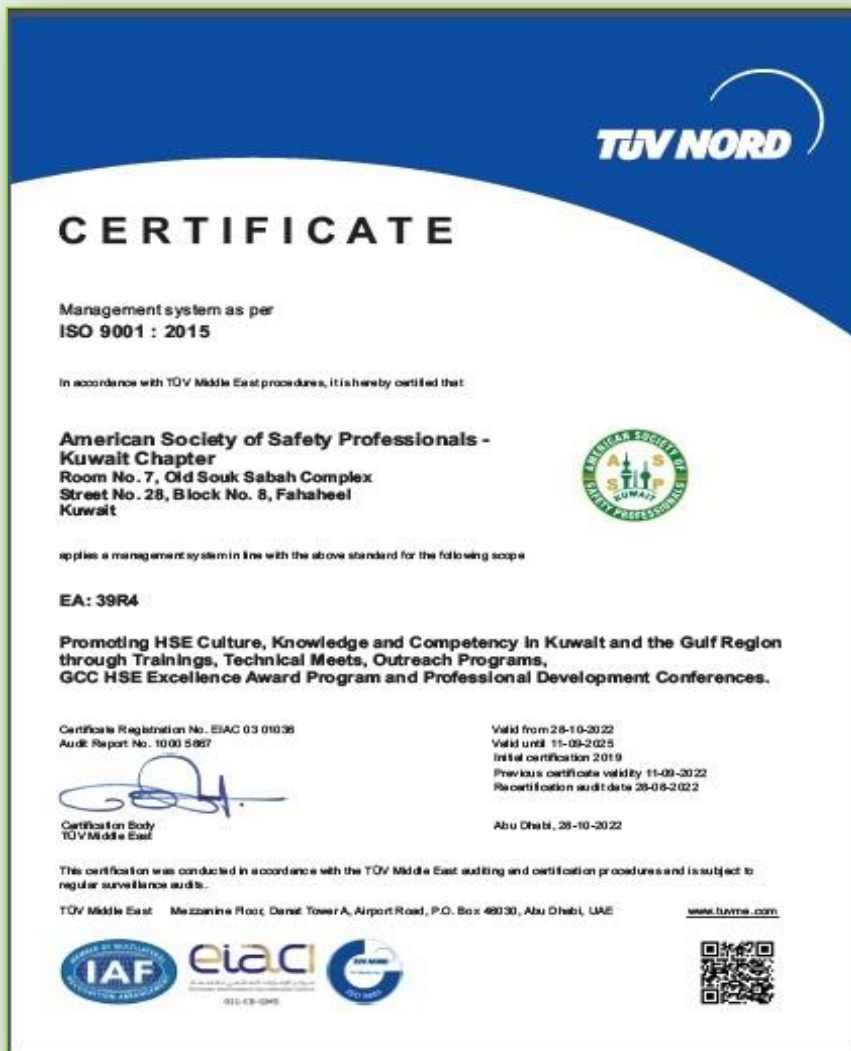 TÜV NORD
CERTIFICATE
Management system as per
ISO 9001 : 2015
In accordance with TÜV Middle East procedures, it is hereby certified that
American Society of Safety Professionals -
Kuwait Chapter
Room No. 7, Old Souk Sabah Complex
Street No. 28, Block No. 8, Fahaheel
Kuwait
AMERICAN SOCIETY OF
A S
S P
KUWAIT
SAFETY PROFESSIONALS
applies a management system in line with the above standard for the following scope
EA: 39R4
Promoting HSE Culture, Knowledge and Competency in Kuwait and the Gulf Region
through Trainings, Technical Meets, Outreach Programs,
GCC HSE Excellence Award Program and Professional Development Conferences.
Certificate Registration No. EIAC 03 01036
Audit Report No. 1000 5867
Valid from 28-10-2022
Valid until 11-09-2025
Initial certification 2019
Previous certificate validity 11-09-2022
Recertification audit date 28-08-2022
Certification Body
TÜV Middle East
Abu Dhabi, 28-10-2022
This certification was conducted in accordance with the TÜV Middle East auditing and certification procedures and is subject to
regular surveillance audits.
TÜV Middle East Mezzanine Floor, Danat Tower A, Airport Road, P.O. Box 46030, Abu Dhabi, UAE www.tuvme.com
MEMBER OF MULTILATERAL
IAF
RECOGNITION ARRANGEMENT
eiac
TÜV NORD
ISO 9001